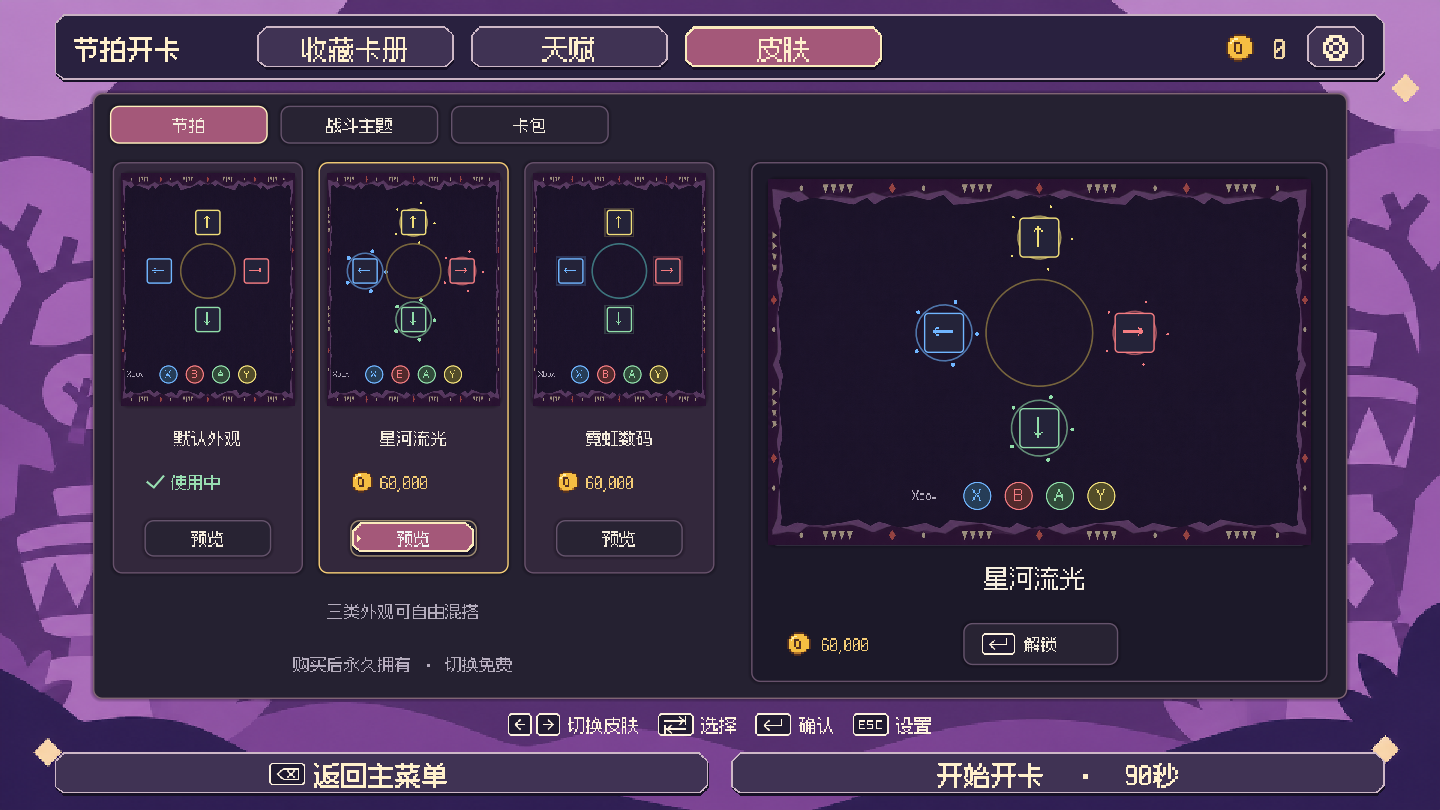 节拍开卡 收藏卡册 天赋 皮肤 0
节拍 战斗主题 卡包
X B A Y
X B A Y
X B A Y
默认外观 星河流光 霓虹数码
使用中 60,000 60,000
预览 预览 预览
三类外观可自由混搭
购买后永久拥有 · 切换免费
X B A Y
星河流光
60,000 解锁
切换皮肤 选择 确认 ESC 设置
返回主菜单 开始开卡 · 90秒